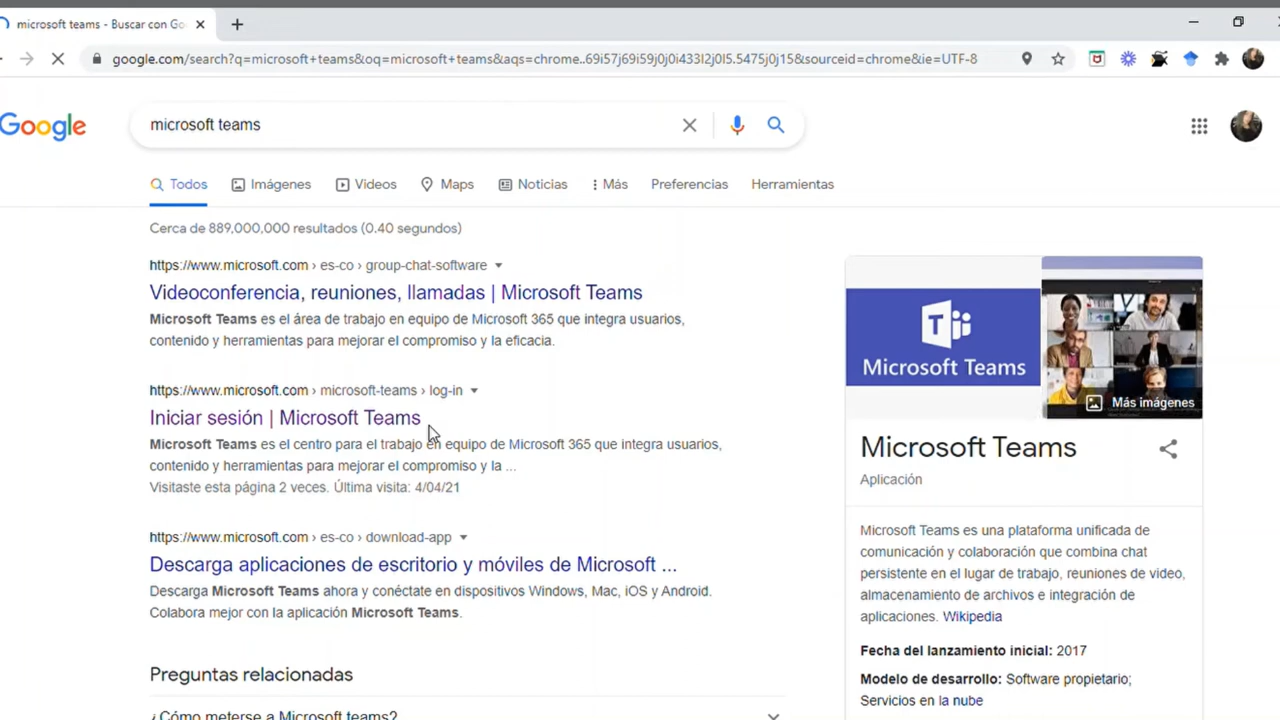 microsoft teams - Buscar con Go
google.com/search?q=microsoft+teams&oq=microsoft+teams&aqs=chrome..69i57j69i59j0j0i433l2j0l5.5475j0j15&sourceid=chrome&ie=UTF-8
Google
microsoft teams
Todos Imágenes Videos Maps Noticias Más Preferencias Herramientas
Cerca de 889,000,000 resultados (0.40 segundos)
https://www.microsoft.com › es-co › group-chat-software
Videoconferencia, reuniones, llamadas | Microsoft Teams
Microsoft Teams es el área de trabajo en equipo de Microsoft 365 que integra usuarios,
contenido y herramientas para mejorar el compromiso y la eficacia.
https://www.microsoft.com › microsoft-teams › log-in
Iniciar sesión | Microsoft Teams
Microsoft Teams es el centro para el trabajo en equipo de Microsoft 365 que integra usuarios,
contenido y herramientas para mejorar el compromiso y la ...
Visitaste esta página 2 veces. Última visita: 4/04/21
https://www.microsoft.com › es-co › download-app
Descarga aplicaciones de escritorio y móviles de Microsoft ...
Descarga Microsoft Teams ahora y conéctate en dispositivos Windows, Mac, iOS y Android.
Colabora mejor con la aplicación Microsoft Teams.
Preguntas relacionadas
¿Cómo meterse a Microsoft teams?
T
Microsoft Teams
Más imágenes
Microsoft Teams
Aplicación
Microsoft Teams es una plataforma unificada de
comunicación y colaboración que combina chat
persistente en el lugar de trabajo, reuniones de video,
almacenamiento de archivos e integración de
aplicaciones. Wikipedia
Fecha del lanzamiento inicial: 2017
Modelo de desarrollo: Software propietario;
Servicios en la nube